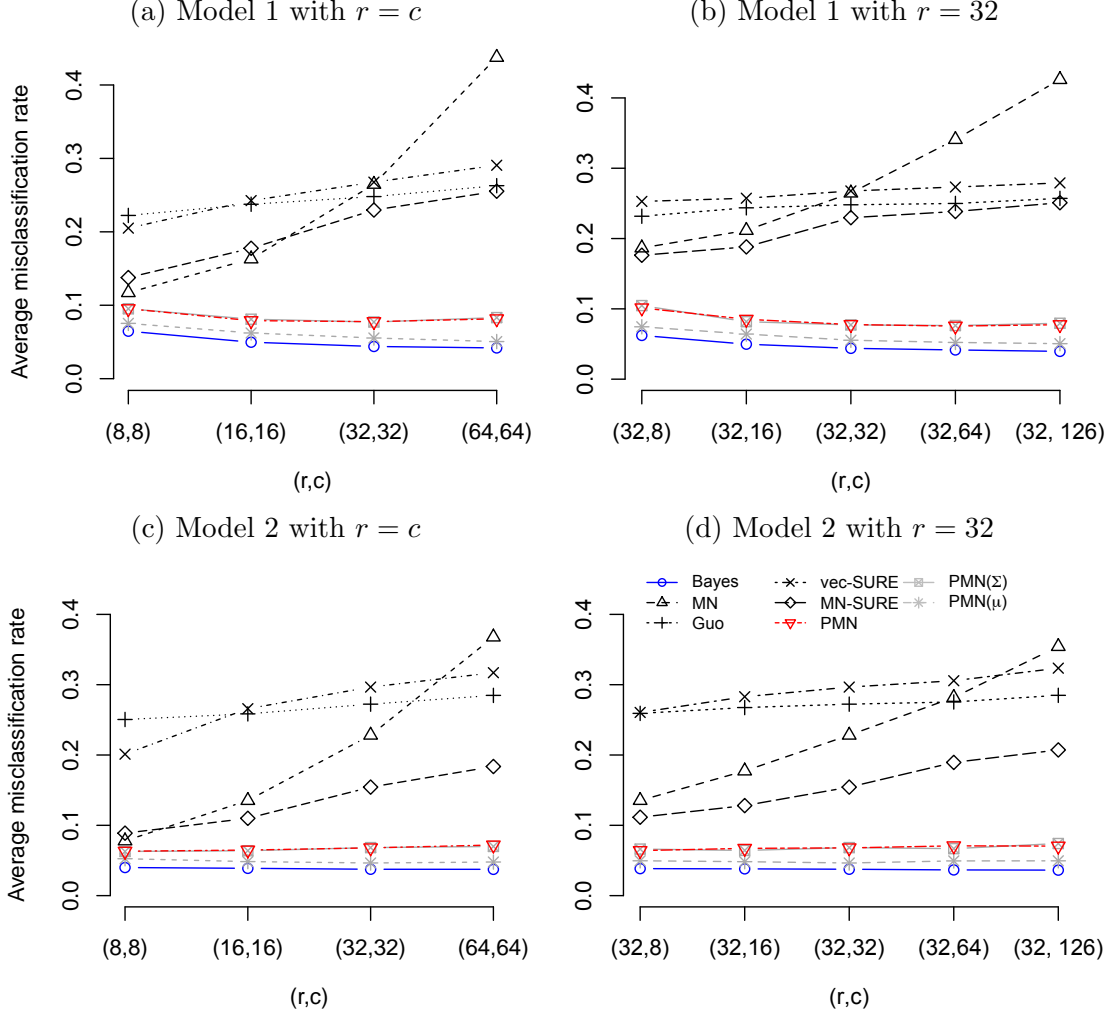 (a) Model 1 with r = c
(b) Model 1 with r = 32
Average misclassification rate
0.4
0.3
0.2
0.1
0.0
(8,8) (16,16) (32,32) (64,64)
(r,c)
0.4
0.3
0.2
0.1
0.0
(32,8) (32,16) (32,32) (32,64) (32, 126)
(r,c)
(c) Model 2 with r = c
(d) Model 2 with r = 32
Average misclassification rate
0.4
0.3
0.2
0.1
0.0
(8,8) (16,16) (32,32) (64,64)
(r,c)
Bayes vec-SURE PMN(Σ)
MN MN-SURE PMN(μ)
Guo PMN
0.4
0.3
0.2
0.1
0.0
(32,8) (32,16) (32,32) (32,64) (32, 126)
(r,c)